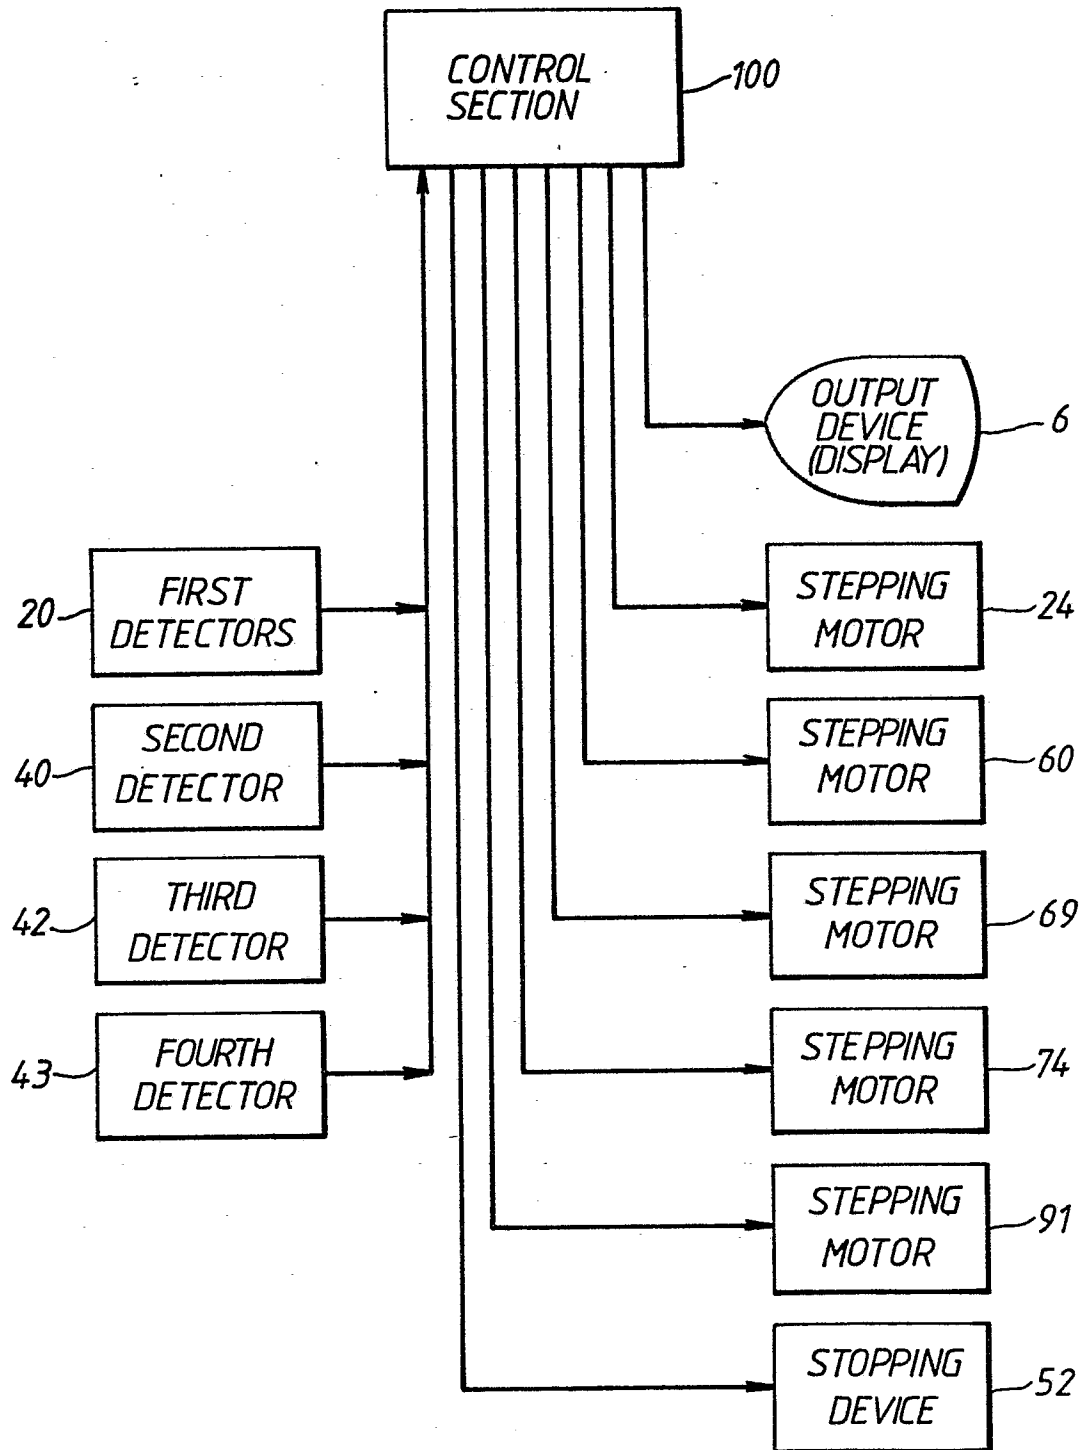 CONTROL
SECTION
100
OUTPUT
DEVICE
(DISPLAY)
6
FIRST
DETECTORS
20
STEPPING
MOTOR
24
SECOND
DETECTOR
40
STEPPING
MOTOR
60
THIRD
DETECTOR
42
STEPPING
MOTOR
69
FOURTH
DETECTOR
43
STEPPING
MOTOR
74
STEPPING
MOTOR
91
STOPPING
DEVICE
52